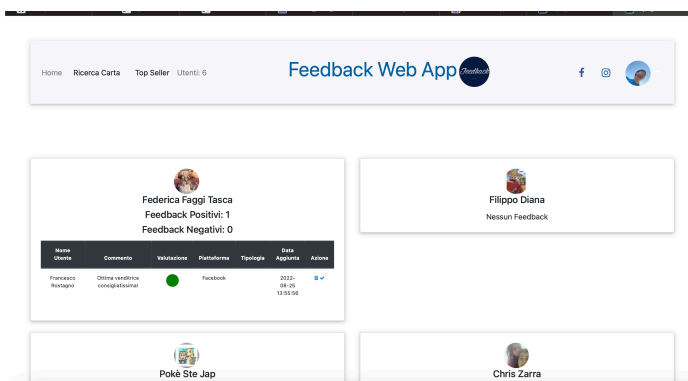 Home Ricerca Carta Top Seller Utenti: 6
Feedback Web App
Feedback
Federica Faggi Tasca
Feedback Positivi: 1
Feedback Negativi: 0
Nome Utente Commento Valutazione Piattaforma Tipologia Data Aggiunta Azione
Francesco Rostagno Ottima venditrice consigliatissima! Facebook 2022-08-25 13:55:56
Filippo Diana
Nessun Feedback
Pokè Ste Jap
Chris Zarra